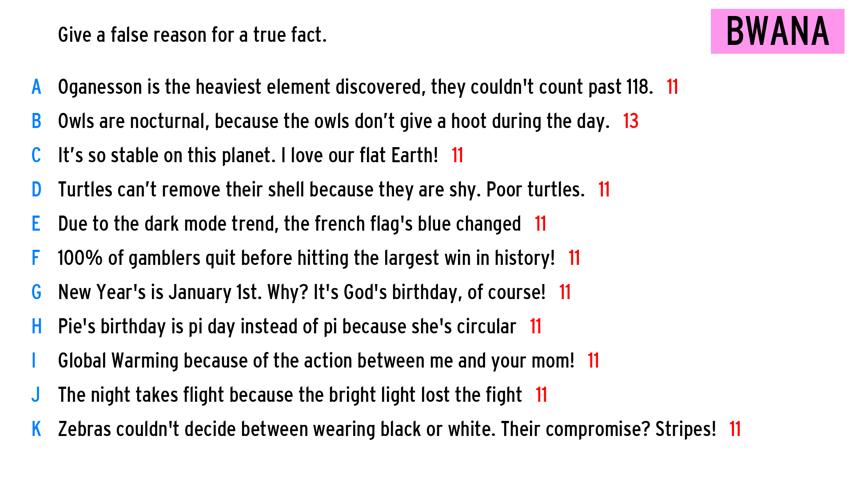 Give a false reason for a true fact.
BWANA
A Oganesson is the heaviest element discovered, they couldn't count past 118. 11
B Owls are nocturnal, because the owls don’t give a hoot during the day. 13
C It’s so stable on this planet. I love our flat Earth! 11
D Turtles can’t remove their shell because they are shy. Poor turtles. 11
E Due to the dark mode trend, the french flag's blue changed 11
F 100% of gamblers quit before hitting the largest win in history! 11
G New Year's is January 1st. Why? It's God's birthday, of course! 11
H Pie's birthday is pi day instead of pi because she's circular 11
I Global Warming because of the action between me and your mom! 11
J The night takes flight because the bright light lost the fight 11
K Zebras couldn't decide between wearing black or white. Their compromise? Stripes! 11